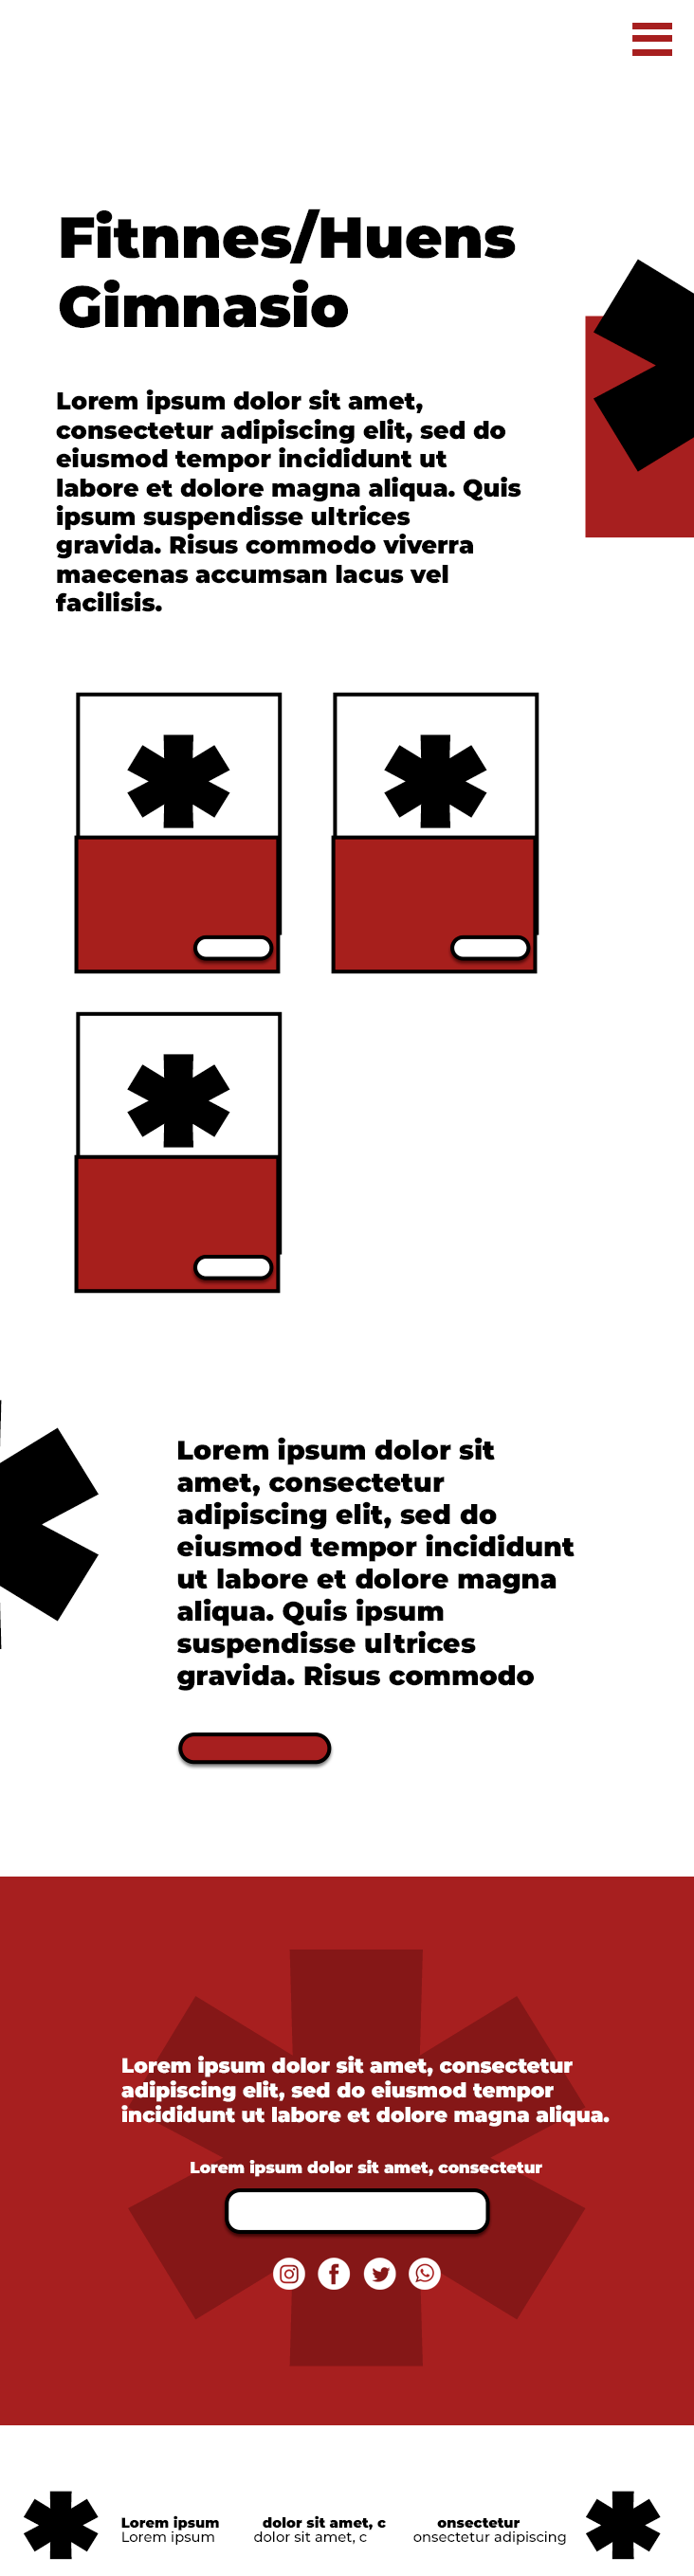 Fitnnes/Huens
Gimnasio
Lorem ipsum dolor sit amet,
consectetur adipiscing elit, sed do
eiusmod tempor incididunt ut
labore et dolore magna aliqua. Quis
ipsum suspendisse ultrices
gravida. Risus commodo viverra
maecenas accumsan lacus vel
facilisis.
Lorem ipsum dolor sit
amet, consectetur
adipiscing elit, sed do
eiusmod tempor incididunt
ut labore et dolore magna
aliqua. Quis ipsum
suspendisse ultrices
gravida. Risus commodo
Lorem ipsum dolor sit amet, consectetur
adipiscing elit, sed do eiusmod tempor
incididunt ut labore et dolore magna aliqua.
Lorem ipsum dolor sit amet, consectetur
Lorem ipsum dolor sit amet, c onsectetur
Lorem ipsum dolor sit amet, c onsectetur adipiscing